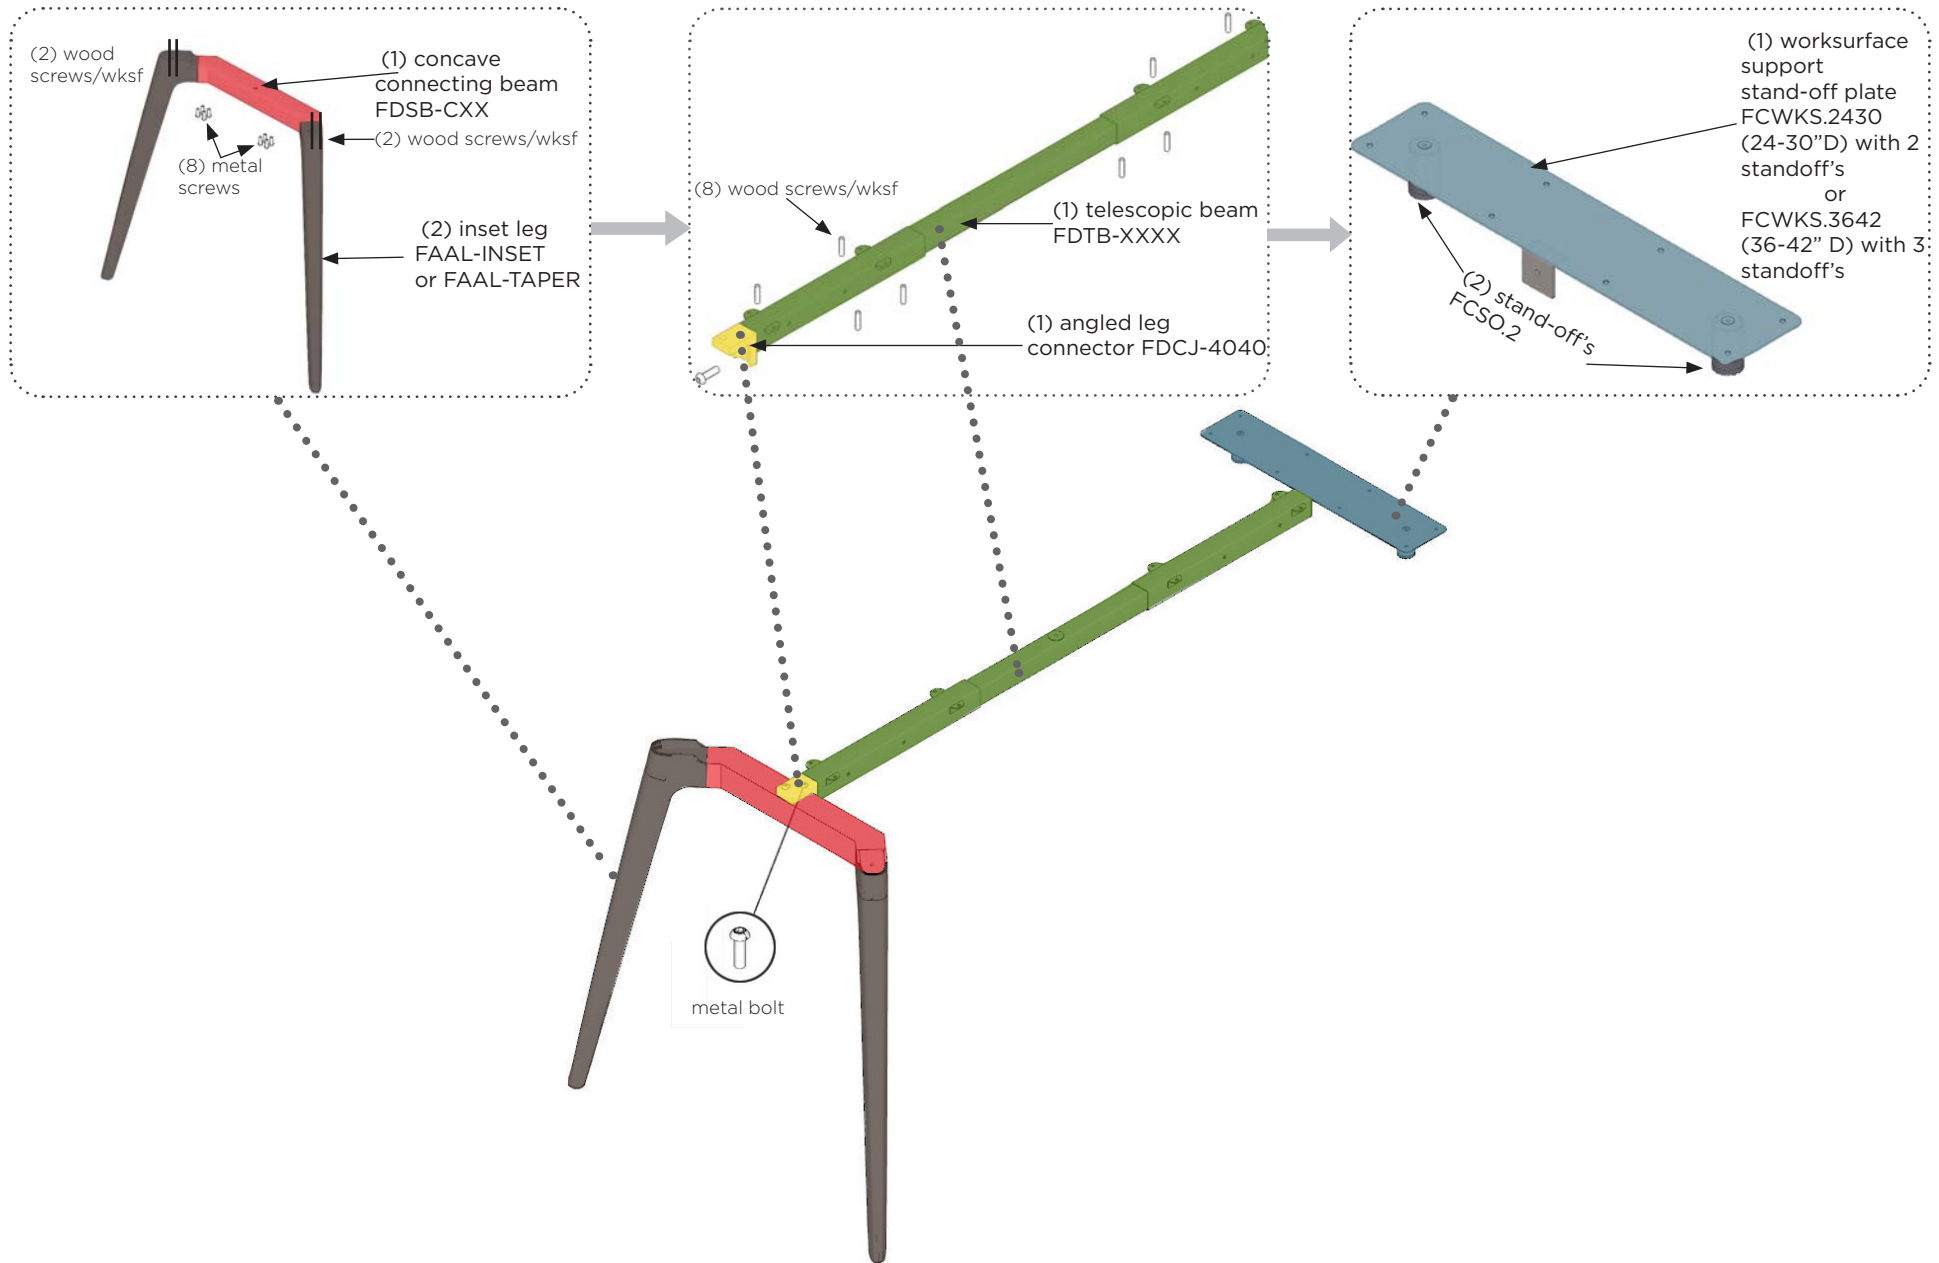 (2) wood
screws/wksf
(1) concave
connecting beam
FDSB-CXX
(2) wood screws/wksf
(8) metal
screws
(2) inset leg
FAAL-INSET
or FAAL-TAPER
(8) wood screws/wksf
(1) telescopic beam
FDTB-XXXX
(1) angled leg
connector FDCJ-4040
(1) worksurface
support
stand-off plate
FCWKS.2430
(24-30”D) with 2
standoff’s
or
FCWKS.3642
(36-42” D) with 3
standoff’s
(2) stand-off’s
FCSO.2
metal bolt